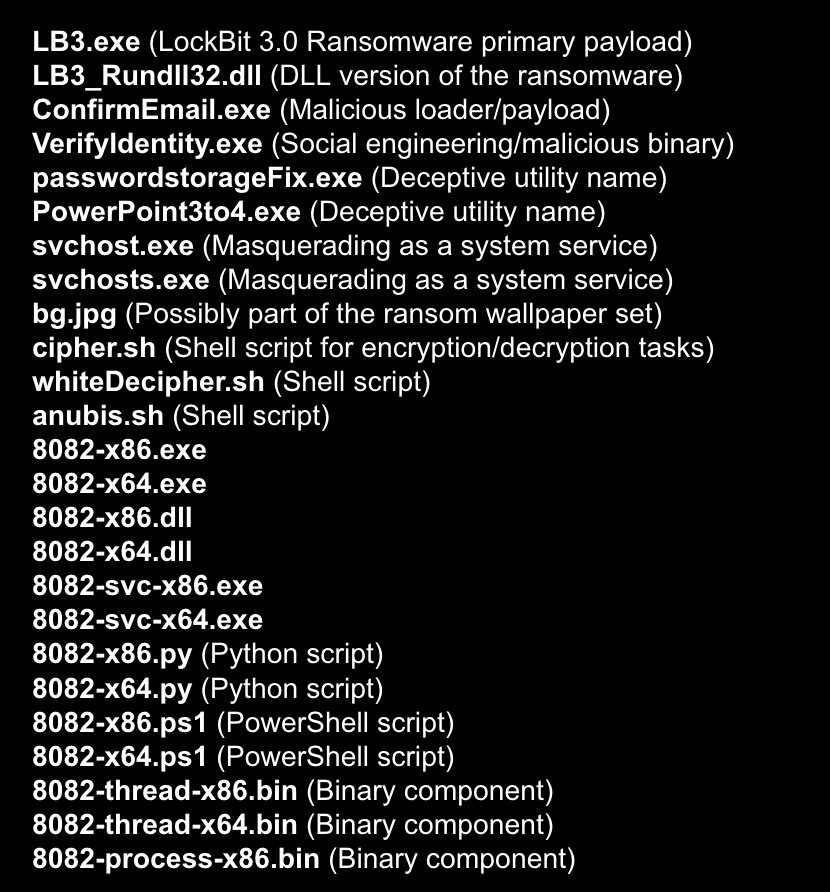 LB3.exe (LockBit 3.0 Ransomware primary payload)
LB3_Rundll32.dll (DLL version of the ransomware)
ConfirmEmail.exe (Malicious loader/payload)
VerifyIdentity.exe (Social engineering/malicious binary)
passwordstorageFix.exe (Deceptive utility name)
PowerPoint3to4.exe (Deceptive utility name)
svchost.exe (Masquerading as a system service)
svchosts.exe (Masquerading as a system service)
bg.jpg (Possibly part of the ransom wallpaper set)
cipher.sh (Shell script for encryption/decryption tasks)
whiteDecipher.sh (Shell script)
anubis.sh (Shell script)
8082-x86.exe
8082-x64.exe
8082-x86.dll
8082-x64.dll
8082-svc-x86.exe
8082-svc-x64.exe
8082-x86.py (Python script)
8082-x64.py (Python script)
8082-x86.ps1 (PowerShell script)
8082-x64.ps1 (PowerShell script)
8082-thread-x86.bin (Binary component)
8082-thread-x64.bin (Binary component)
8082-process-x86.bin (Binary component)